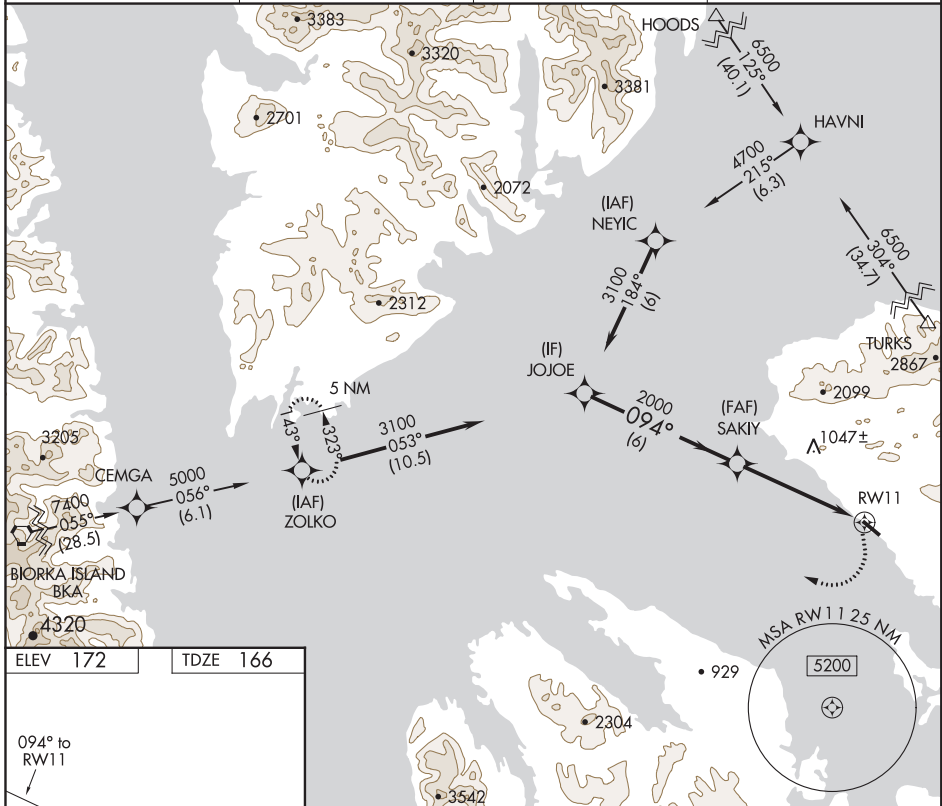 3383
HOODS
3320
6500
125°
(40.1)
3381
2701
HAVNI
4700
215°
(6.3)
2072
(IAF)
NEYIC
6500
304°
(34.7)
3100
184°
(6)
2312
TURKS
2867
(IF)
JOJOE
5 NM
2099
2000
094°
(6)
(FAF)
SAKIY
143°
323°
3100
053°
(10.5)
1047±
3205
CEMGA
5000
056°
(6.1)
(IAF)
ZOLKO
RW11
7400
055°
(28.5)
BIORKA ISLAND
BKA
4320
MSA RW11 25 NM
5200
ELEV 172
TDZE 166
929
2304
094° to
RW11
3542